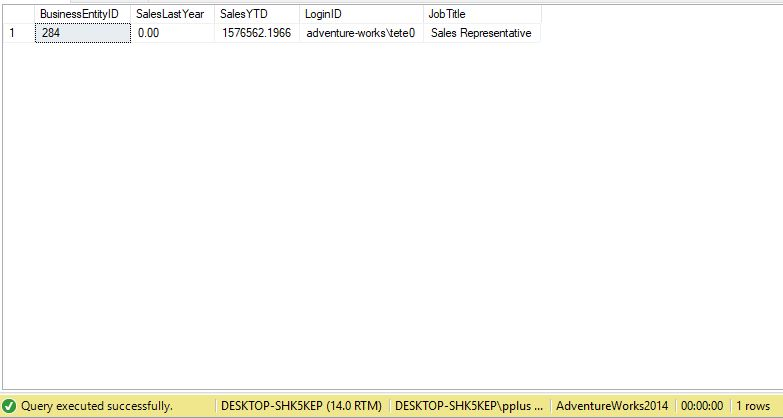 BusinessEntityID SalesLastYear SalesYTD LoginID JobTitle
1 284 0.00 1576562.1966 adventure-works\tete0 Sales Representative
Query executed successfully. DESKTOP-SHK5KEP (14.0 RTM) DESKTOP-SHK5KEP\pplus ... AdventureWorks2014 00:00:00 1 rows